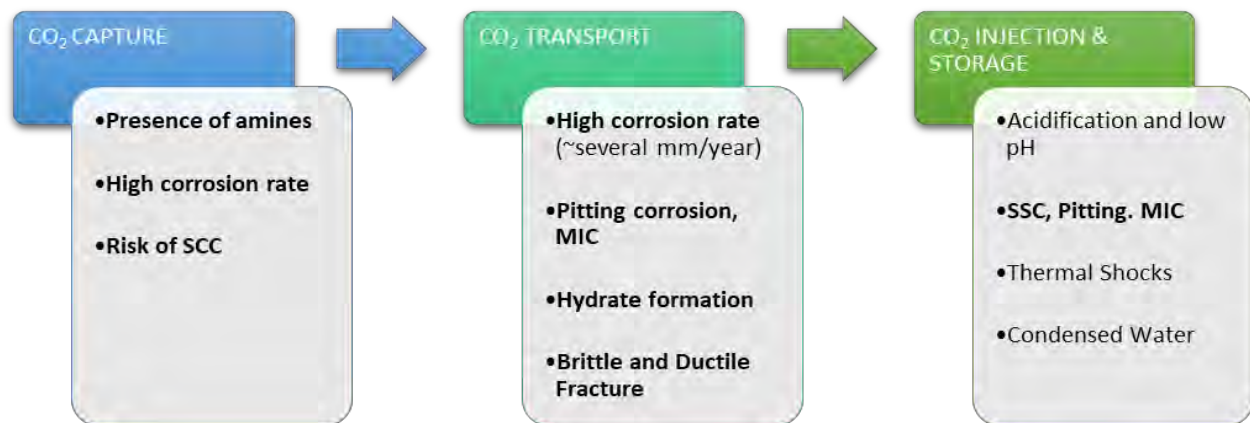 CO₂ CAPTURE
•Presence of amines
•High corrosion rate
•Risk of SCC
CO₂ TRANSPORT
•High corrosion rate
(~several mm/year)
•Pitting corrosion,
MIC
•Hydrate formation
•Brittle and Ductile
Fracture
CO₂ INJECTION &
STORAGE
•Acidification and low
pH
•SSC, Pitting. MIC
•Thermal Shocks
•Condensed Water